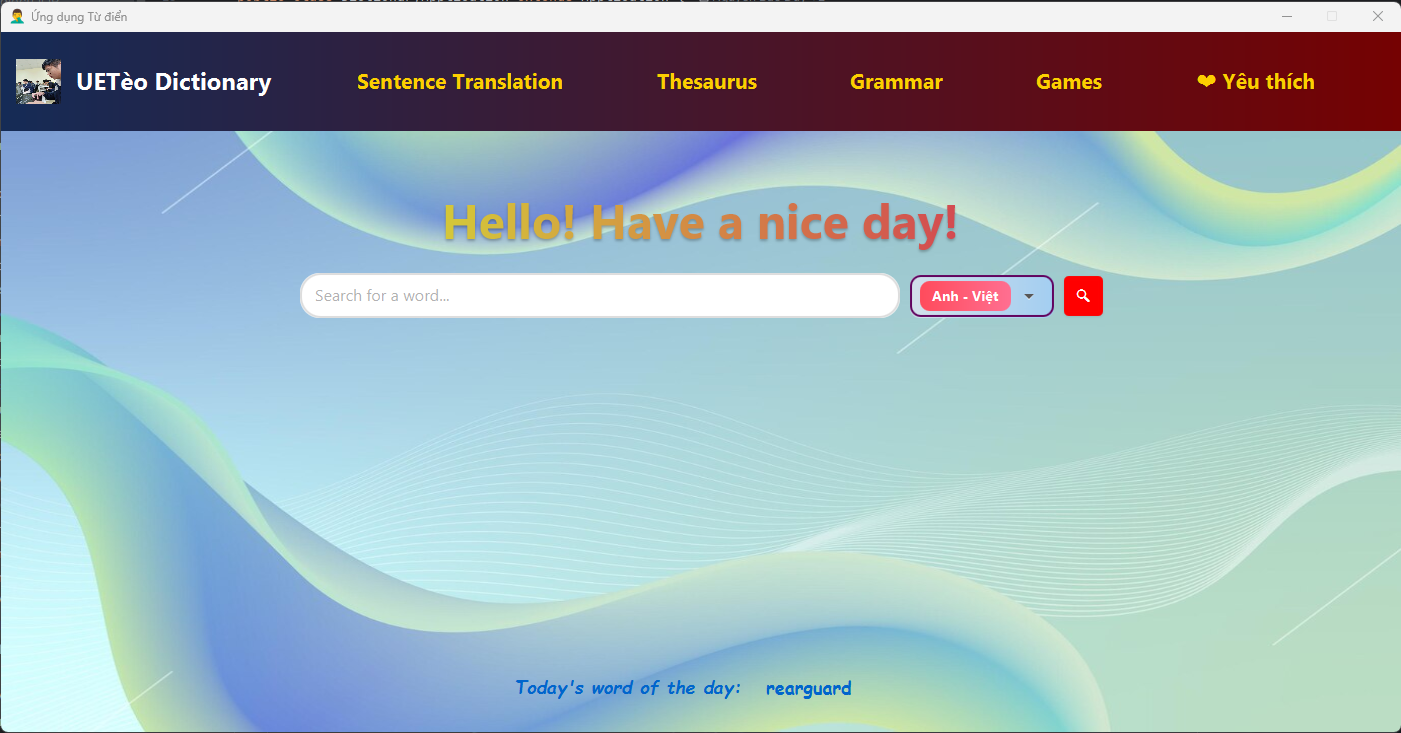 Ứng dụng Từ điển
UETèo Dictionary
Sentence Translation
Thesaurus
Grammar
Games
❤ Yêu thích
Hello! Have a nice day!
Search for a word...
Anh - Việt
Today's word of the day: rearguard